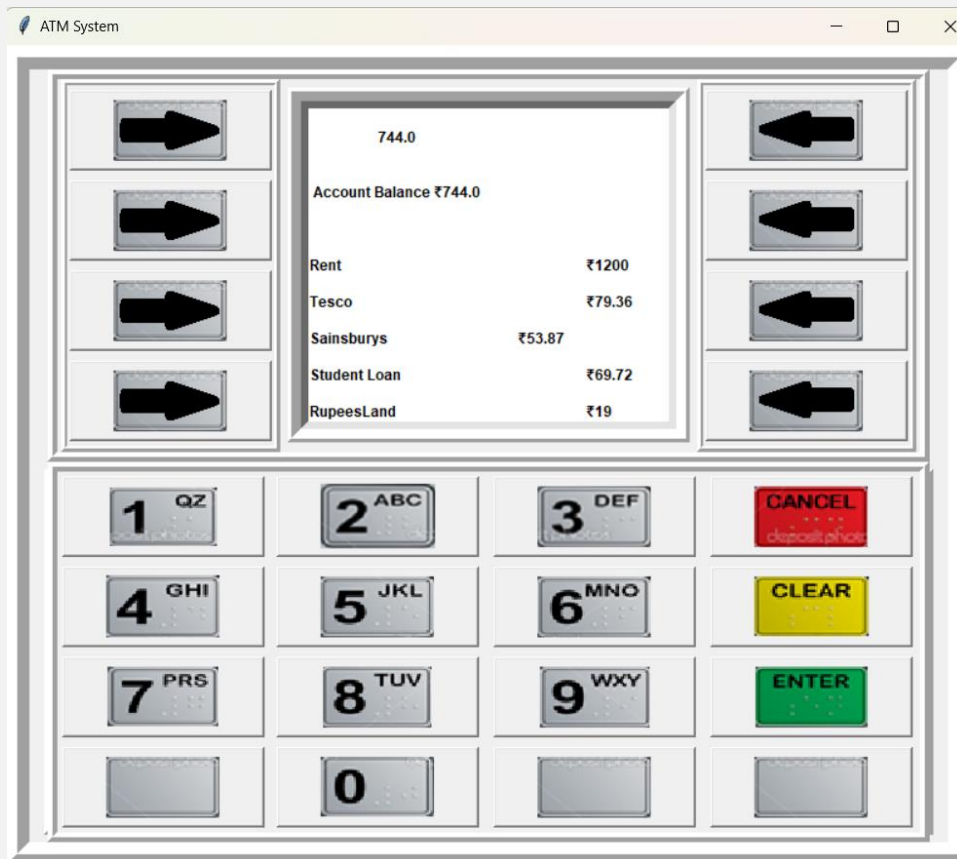 ATM System
744.0
Account Balance ₹744.0
Rent ₹1200
Tesco ₹79.36
Sainsburys ₹53.87
Student Loan ₹69.72
RupeesLand ₹19
1 QZ 2 ABC 3 DEF CANCEL
depositphotos
4 GHI 5 JKL 6 MNO CLEAR
7 PRS 8 TUV 9 WXY ENTER
0